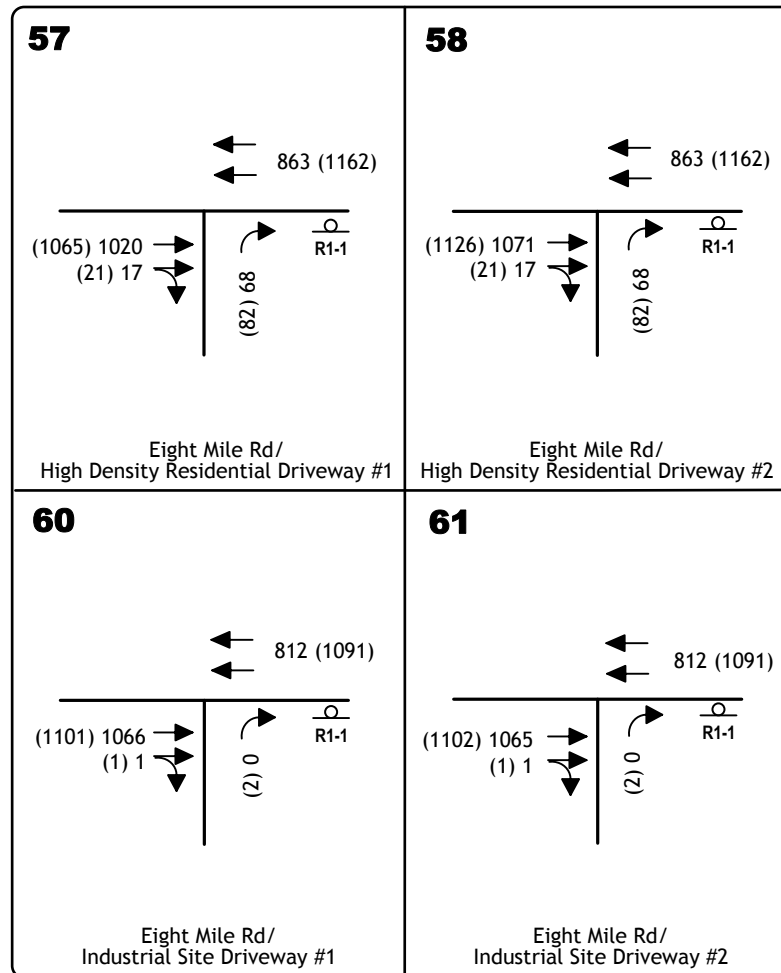 57
863 (1162)
(1065) 1020
(21) 17
(82) 68
R1-1
Eight Mile Rd/
High Density Residential Driveway #1
58
863 (1162)
(1126) 1071
(21) 17
(82) 68
R1-1
Eight Mile Rd/
High Density Residential Driveway #2
60
812 (1091)
(1101) 1066
(1) 1
(2) 0
R1-1
Eight Mile Rd/
Industrial Site Driveway #1
61
812 (1091)
(1102) 1065
(1) 1
(2) 0
R1-1
Eight Mile Rd/
Industrial Site Driveway #2